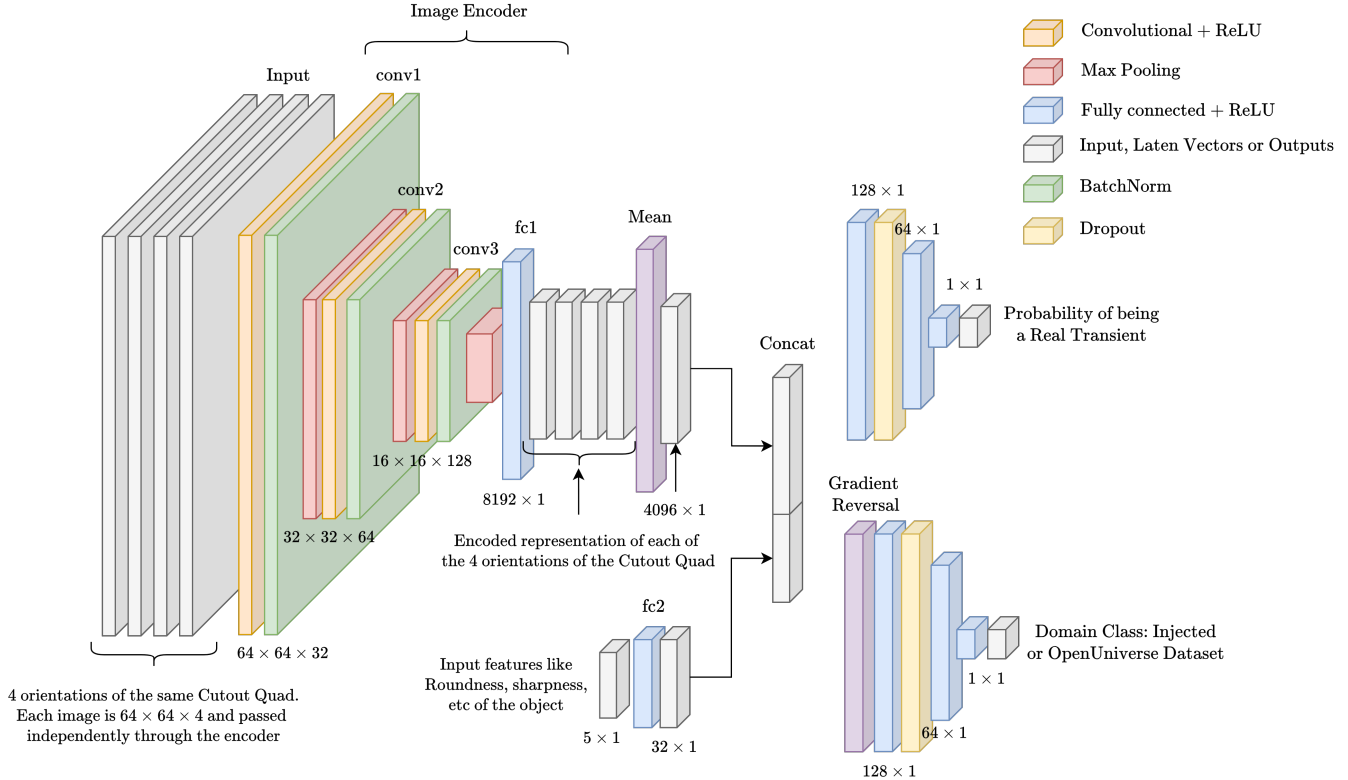 Image Encoder
Input
conv1
conv2
conv3
fc1
Mean
64 × 64 × 32
32 × 32 × 64
16 × 16 × 128
8192 × 1
4096 × 1
4 orientations of the same Cutout Quad.
Each image is 64 × 64 × 4 and passed
independently through the encoder
Encoded representation of each of
the 4 orientations of the Cutout Quad
Input features like
Roundness, sharpness,
etc of the object
5 × 1
fc2
32 × 1
Concat
128 × 1
64 × 1
1 × 1
Probability of being
a Real Transient
Gradient
Reversal
128 × 1
64 × 1
1 × 1
Domain Class: Injected
or OpenUniverse Dataset
Convolutional + ReLU
Max Pooling
Fully connected + ReLU
Input, Laten Vectors or Outputs
BatchNorm
Dropout